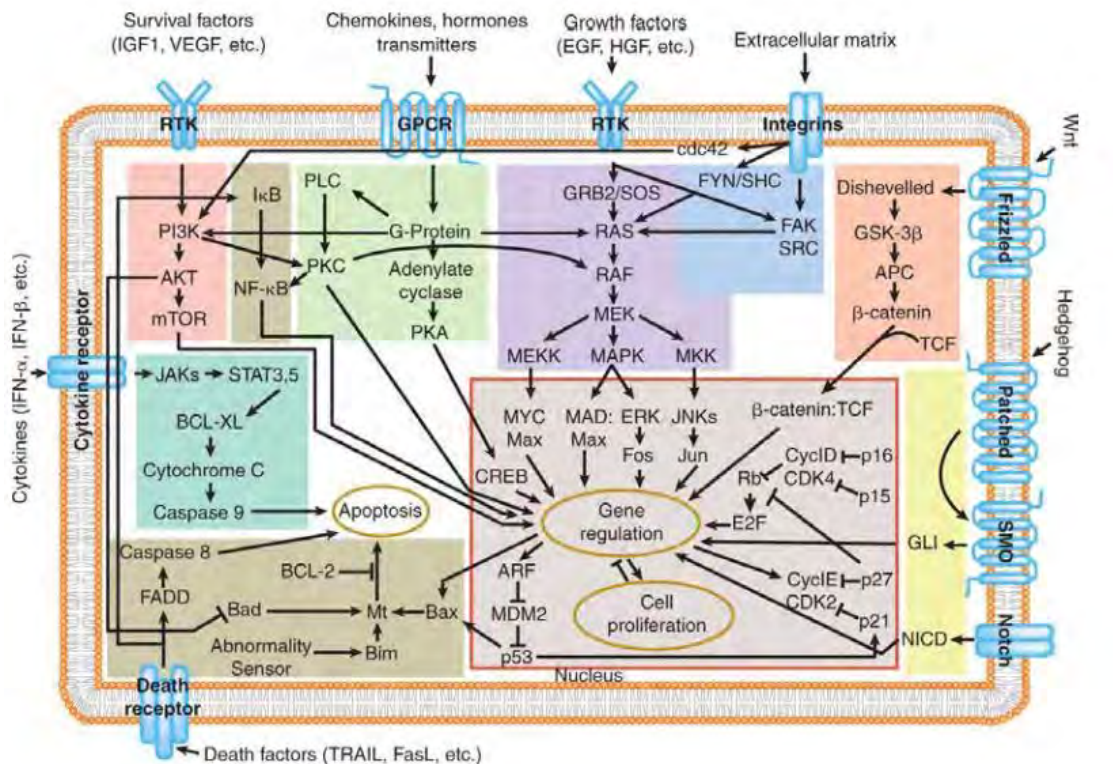 Survival factors
(IGF1, VEGF, etc.)
Chemokines, hormones
transmitters
Growth factors
(EGF, HGF, etc.)
Extracellular matrix
RTK
GPCR
RTK
Integrins
Wnt
Frizzled
Hedgehog
Patched
SMO
Notch
Cytokines (IFN-α, IFN-β, etc.)
Cytokine receptor
cdc42
PLC
IκB
GRB2/SOS
FYN/SHC
Dishevelled
PI3K
G-Protein
RAS
FAK
SRC
GSK-3β
AKT
NF-κB
PKC
Adenylate
cyclase
RAF
APC
mTOR
PKA
MEK
β-catenin
TCF
MEKK
MAPK
MKK
JAKs
STAT3,5
BCL-XL
Cytochrome C
Caspase 9
Apoptosis
CREB
MYC
Max
MAD:
Max
ERK
Fos
JNKs
Jun
β-catenin:TCF
CyclD
CDK4
p16
p15
Rb
E2F
Gene
regulation
GLI
Caspase 8
FADD
BCL-2
Bad
Mt
Bax
Abnormality
Sensor
Bim
ARF
MDM2
p53
Cell
proliferation
CyclE
CDK2
p27
p21
NICD
Nucleus
Death
receptor
Death factors (TRAIL, FasL, etc.)